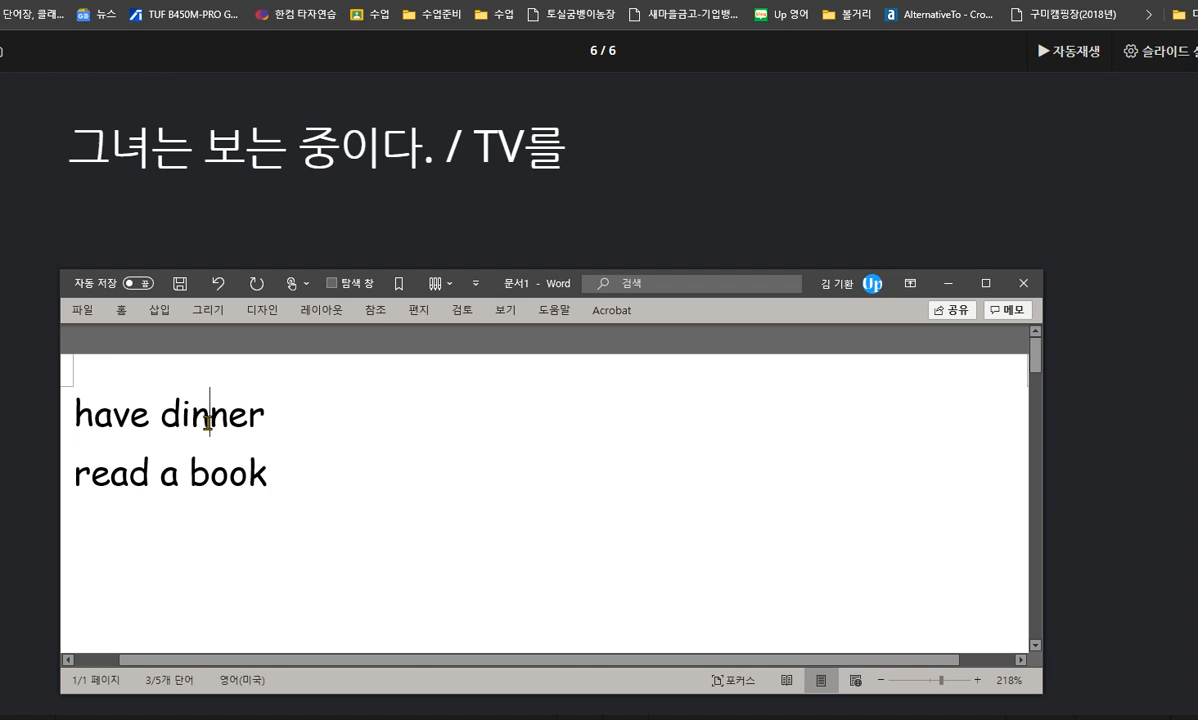 단어장, 클래... 뉴스 TUF B450M-PRO G... 한컴 타자연습 수업 수업준비 수업 토실굼벵이농장 새마을금고-기업뱅... Up 영어 볼거리 AlternativeTo - Cro... 구미캠핑장(2018년)
6 / 6 자동재생 슬라이드
그녀는 보는 중이다. / TV를
자동 저장 끔 탐색 창 문서1 - Word 검색 김 기환 Up
파일 홈 삽입 그리기 디자인 레이아웃 참조 편지 검토 보기 도움말 Acrobat 공유 메모
have dinner
read a book
1/1 페이지 3/5개 단어 영어(미국) 포커스 218%